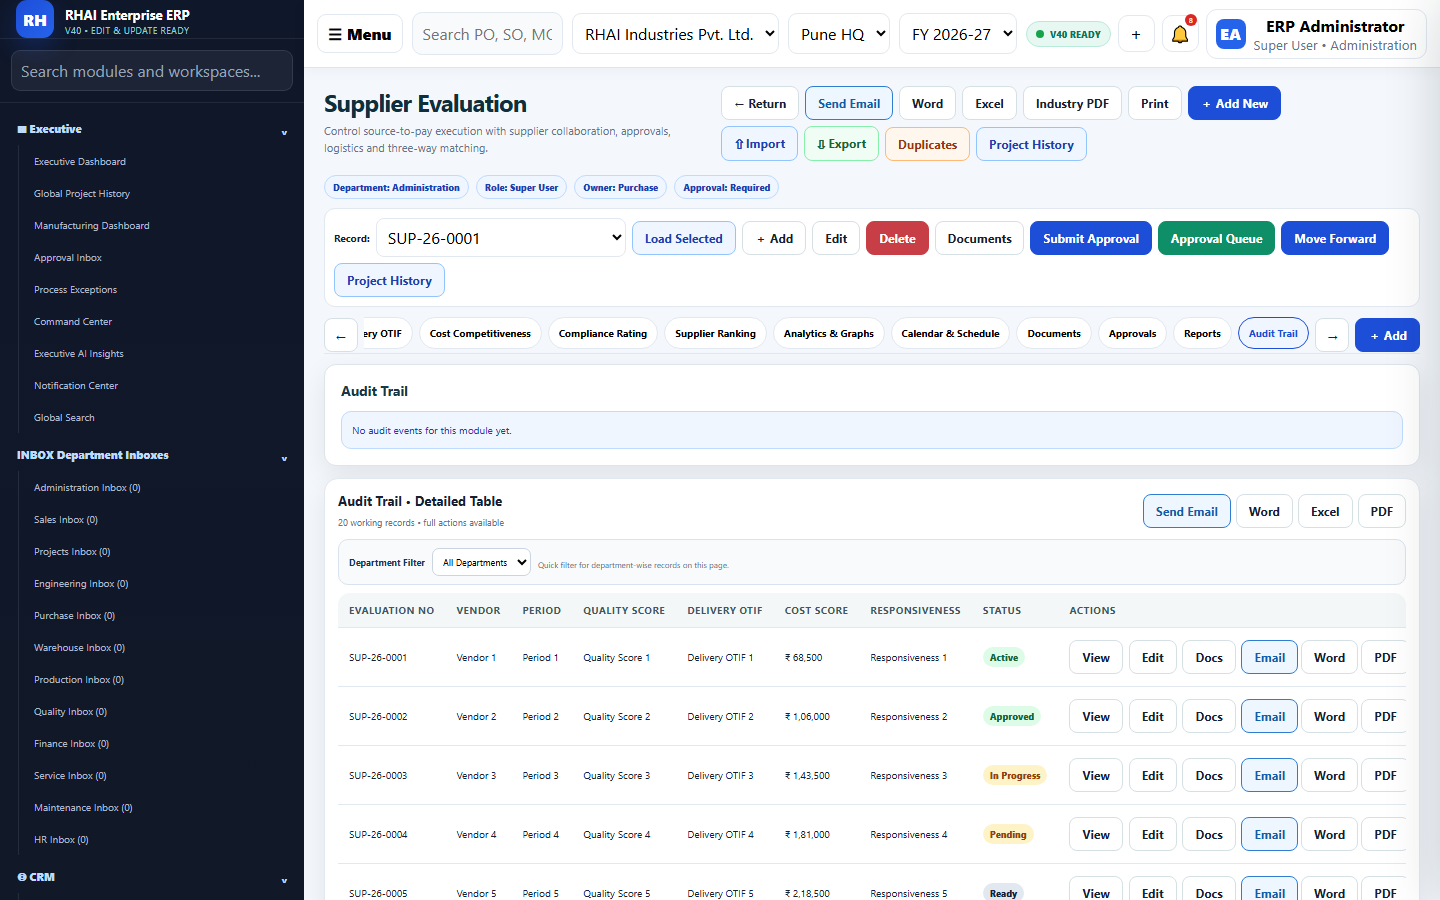 RH
RHAI Enterprise ERP
V40 • EDIT & UPDATE READY
Search modules and workspaces...
Executive
Executive Dashboard
Global Project History
Manufacturing Dashboard
Approval Inbox
Process Exceptions
Command Center
Executive AI Insights
Notification Center
Global Search
INBOX Department Inboxes
Administration Inbox (0)
Sales Inbox (0)
Projects Inbox (0)
Engineering Inbox (0)
Purchase Inbox (0)
Warehouse Inbox (0)
Production Inbox (0)
Quality Inbox (0)
Finance Inbox (0)
Service Inbox (0)
Maintenance Inbox (0)
HR Inbox (0)
CRM
☰ Menu
Search PO, SO, MO
RHAI Industries Pvt. Ltd.
Pune HQ
FY 2026-27
V40 READY
+
8
EA
ERP Administrator
Super User • Administration
Supplier Evaluation
Control source-to-pay execution with supplier collaboration, approvals,
logistics and three-way matching.
← Return
Send Email
Word
Excel
Industry PDF
Print
+ Add New
⇧ Import
⇩ Export
Duplicates
Project History
Department: Administration
Role: Super User
Owner: Purchase
Approval: Required
Record:
SUP-26-0001
Load Selected
+ Add
Edit
Delete
Documents
Submit Approval
Approval Queue
Move Forward
Project History
←
ery OTIF
Cost Competitiveness
Compliance Rating
Supplier Ranking
Analytics & Graphs
Calendar & Schedule
Documents
Approvals
Reports
Audit Trail
→
+ Add
Audit Trail
No audit events for this module yet.
Audit Trail • Detailed Table
20 working records • full actions available
Send Email
Word
Excel
PDF
Department Filter
All Departments
Quick filter for department-wise records on this page.
EVALUATION NO VENDOR PERIOD QUALITY SCORE DELIVERY OTIF COST SCORE RESPONSIVENESS STATUS ACTIONS
SUP-26-0001 Vendor 1 Period 1 Quality Score 1 Delivery OTIF 1 ₹ 68,500 Responsiveness 1 Active View Edit Docs Email Word PDF
SUP-26-0002 Vendor 2 Period 2 Quality Score 2 Delivery OTIF 2 ₹ 1,06,000 Responsiveness 2 Approved View Edit Docs Email Word PDF
SUP-26-0003 Vendor 3 Period 3 Quality Score 3 Delivery OTIF 3 ₹ 1,43,500 Responsiveness 3 In Progress View Edit Docs Email Word PDF
SUP-26-0004 Vendor 4 Period 4 Quality Score 4 Delivery OTIF 4 ₹ 1,81,000 Responsiveness 4 Pending View Edit Docs Email Word PDF
SUP-26-0005 Vendor 5 Period 5 Quality Score 5 Delivery OTIF 5 ₹ 2,18,500 Responsiveness 5 Ready View Edit Docs Email Word PDF